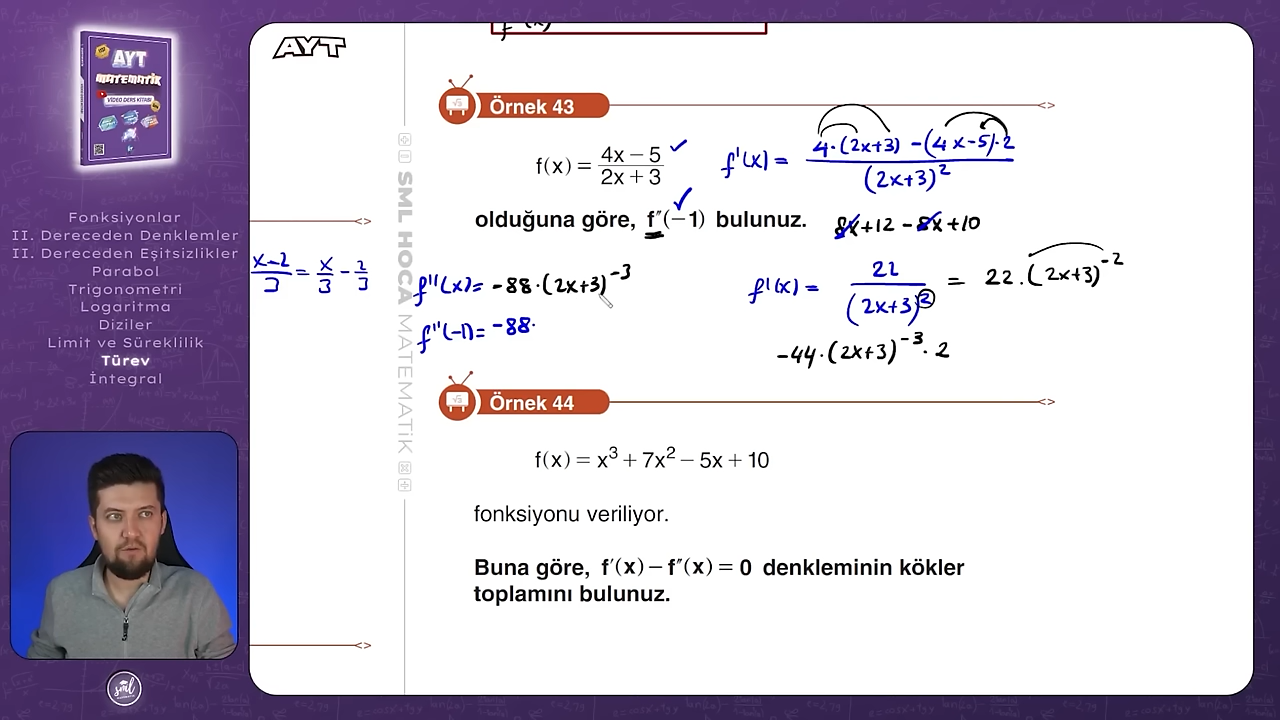 AYT
MATEMATİK
VİDEO DERS KİTABI
Fonksiyonlar
II. Dereceden Denklemler
II. Dereceden Eşitsizlikler
Parabol
Trigonometri
Logaritma
Diziler
Limit ve Süreklilik
Türev
İntegral
sml
AYT
SML HOCA MATEMATİK
x-2/3 = x/3 - 2/3
Örnek 43
f(x) = 4x – 5 / 2x + 3
f'(x) = 4·(2x+3) - (4x-5)·2 / (2x+3)²
olduğuna göre, f″(–1) bulunuz.
8x+12-8x+10
f''(x) = -88·(2x+3)⁻³
f'(x) = 22 / (2x+3)² = 22·(2x+3)⁻²
f''(-1) = -88·
-44·(2x+3)⁻³·2
Örnek 44
f(x) = x³ + 7x² – 5x + 10
fonksiyonu veriliyor.
Buna göre, f′(x) – f″(x) = 0 denkleminin kökler
toplamını bulunuz.